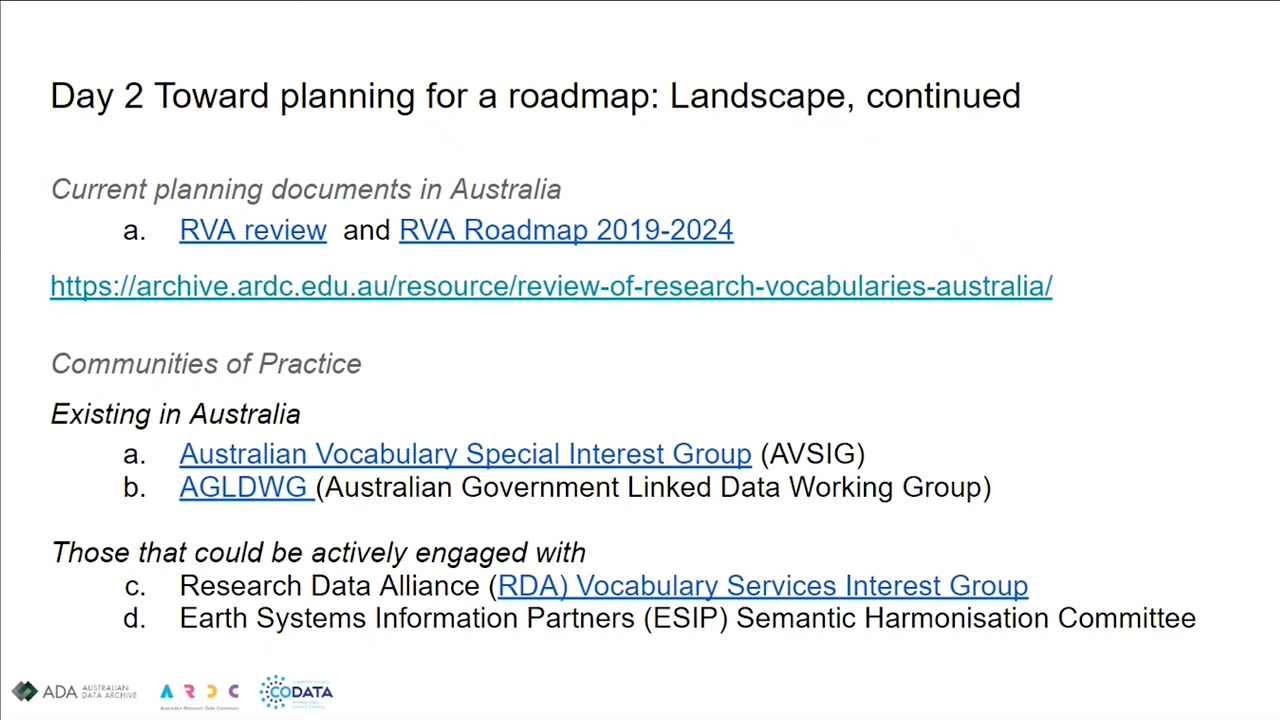 Day 2 Toward planning for a roadmap: Landscape, continued
Current planning documents in Australia
a. RVA review and RVA Roadmap 2019-2024
https://archive.ardc.edu.au/resource/review-of-research-vocabularies-australia/
Communities of Practice
Existing in Australia
a. Australian Vocabulary Special Interest Group (AVSIG)
b. AGLDWG (Australian Government Linked Data Working Group)
Those that could be actively engaged with
c. Research Data Alliance (RDA) Vocabulary Services Interest Group
d. Earth Systems Information Partners (ESIP) Semantic Harmonisation Committee
ADA AUSTRALIAN DATA ARCHIVE
ARDC
Australian Research Data Commons
CODATA